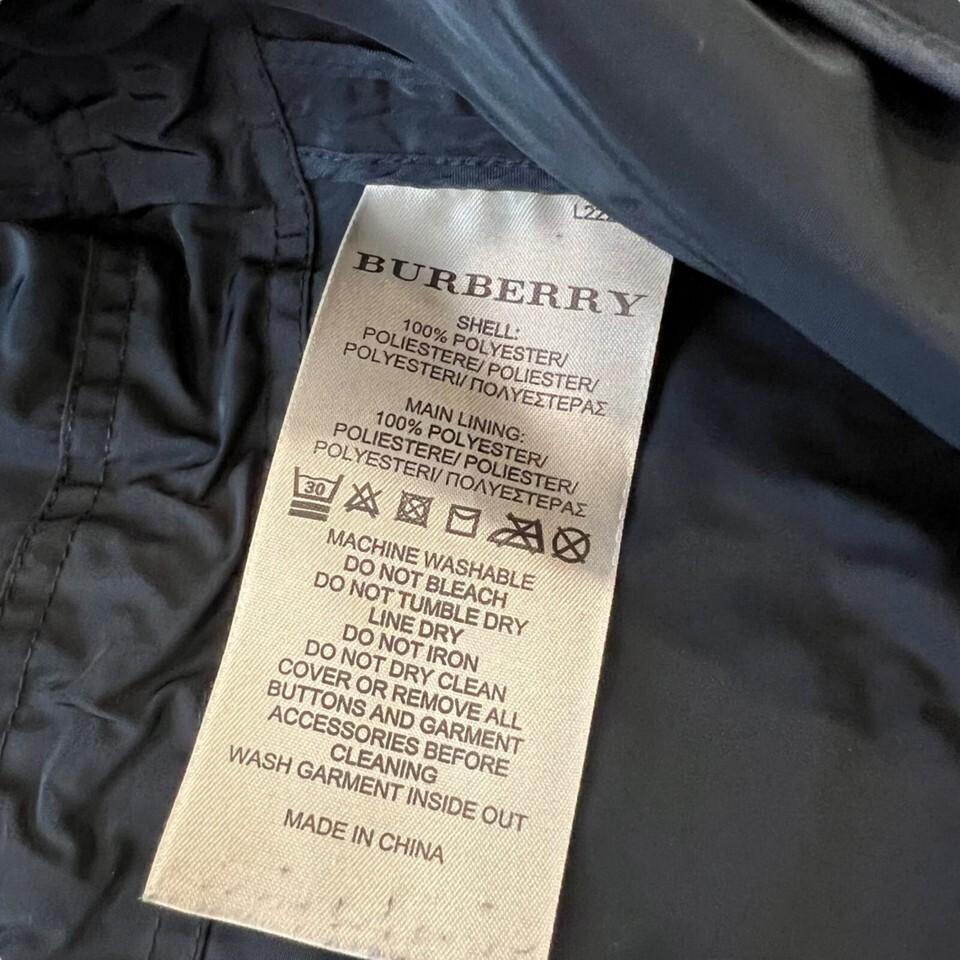 BURBERRY
SHELL:
100% POLYESTER/
POLIESTERE/ POLIESTER/
POLYESTERI/ ΠΟΛΥΕΣΤΕΡΑΣ
MAIN LINING:
100% POLYESTER/
POLIESTERE/ POLIESTER/
POLYESTERI/ ΠΟΛΥΕΣΤΕΡΑΣ
30
MACHINE WASHABLE
DO NOT BLEACH
DO NOT TUMBLE DRY
LINE DRY
DO NOT IRON
DO NOT DRY CLEAN
COVER OR REMOVE ALL
BUTTONS AND GARMENT
ACCESSORIES BEFORE
CLEANING
WASH GARMENT INSIDE OUT
MADE IN CHINA